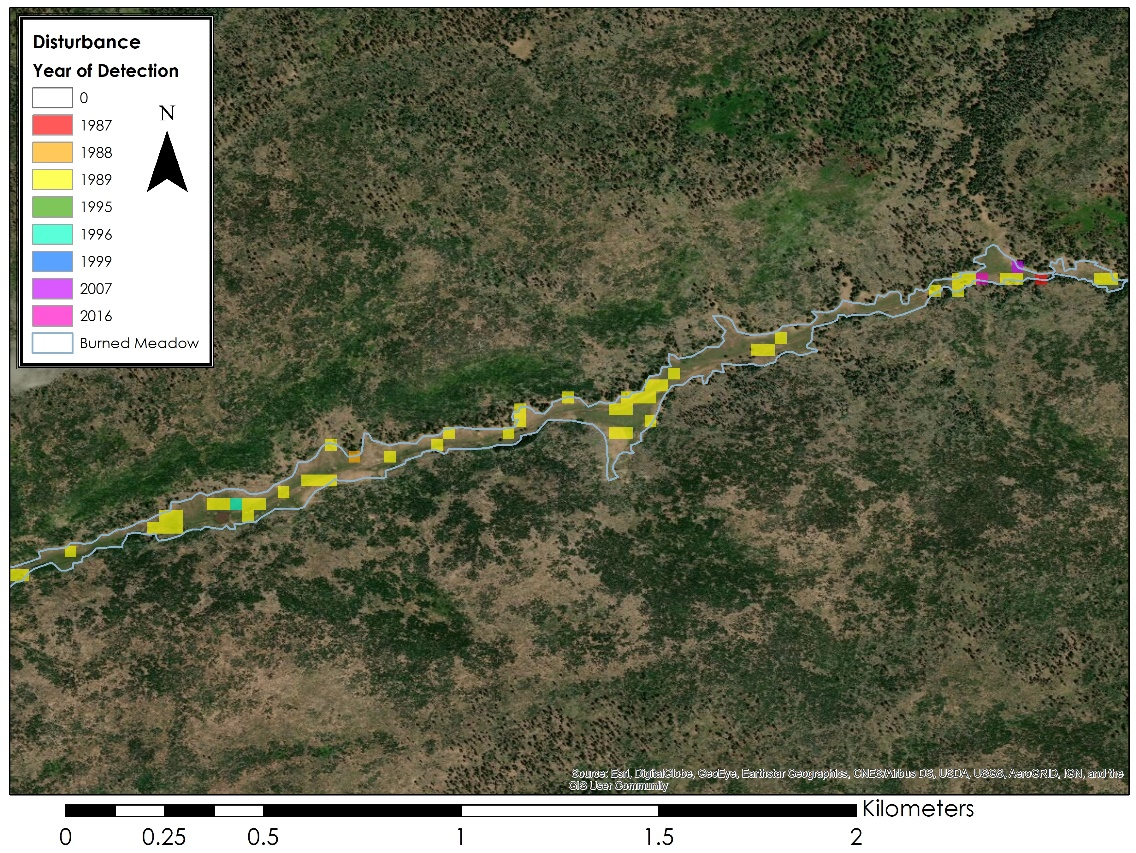 Disturbance
Year of Detection
0
N
1987
1988
1989
1995
1996
1999
2007
2016
Burned Meadow
Source: Esri, DigitalGlobe, GeoEye, Earthstar Geographics, CNES/Airbus DS, USDA, USGS, AeroGRID, IGN, and the
GIS User Community
Kilometers
0 0.25 0.5 1 1.5 2